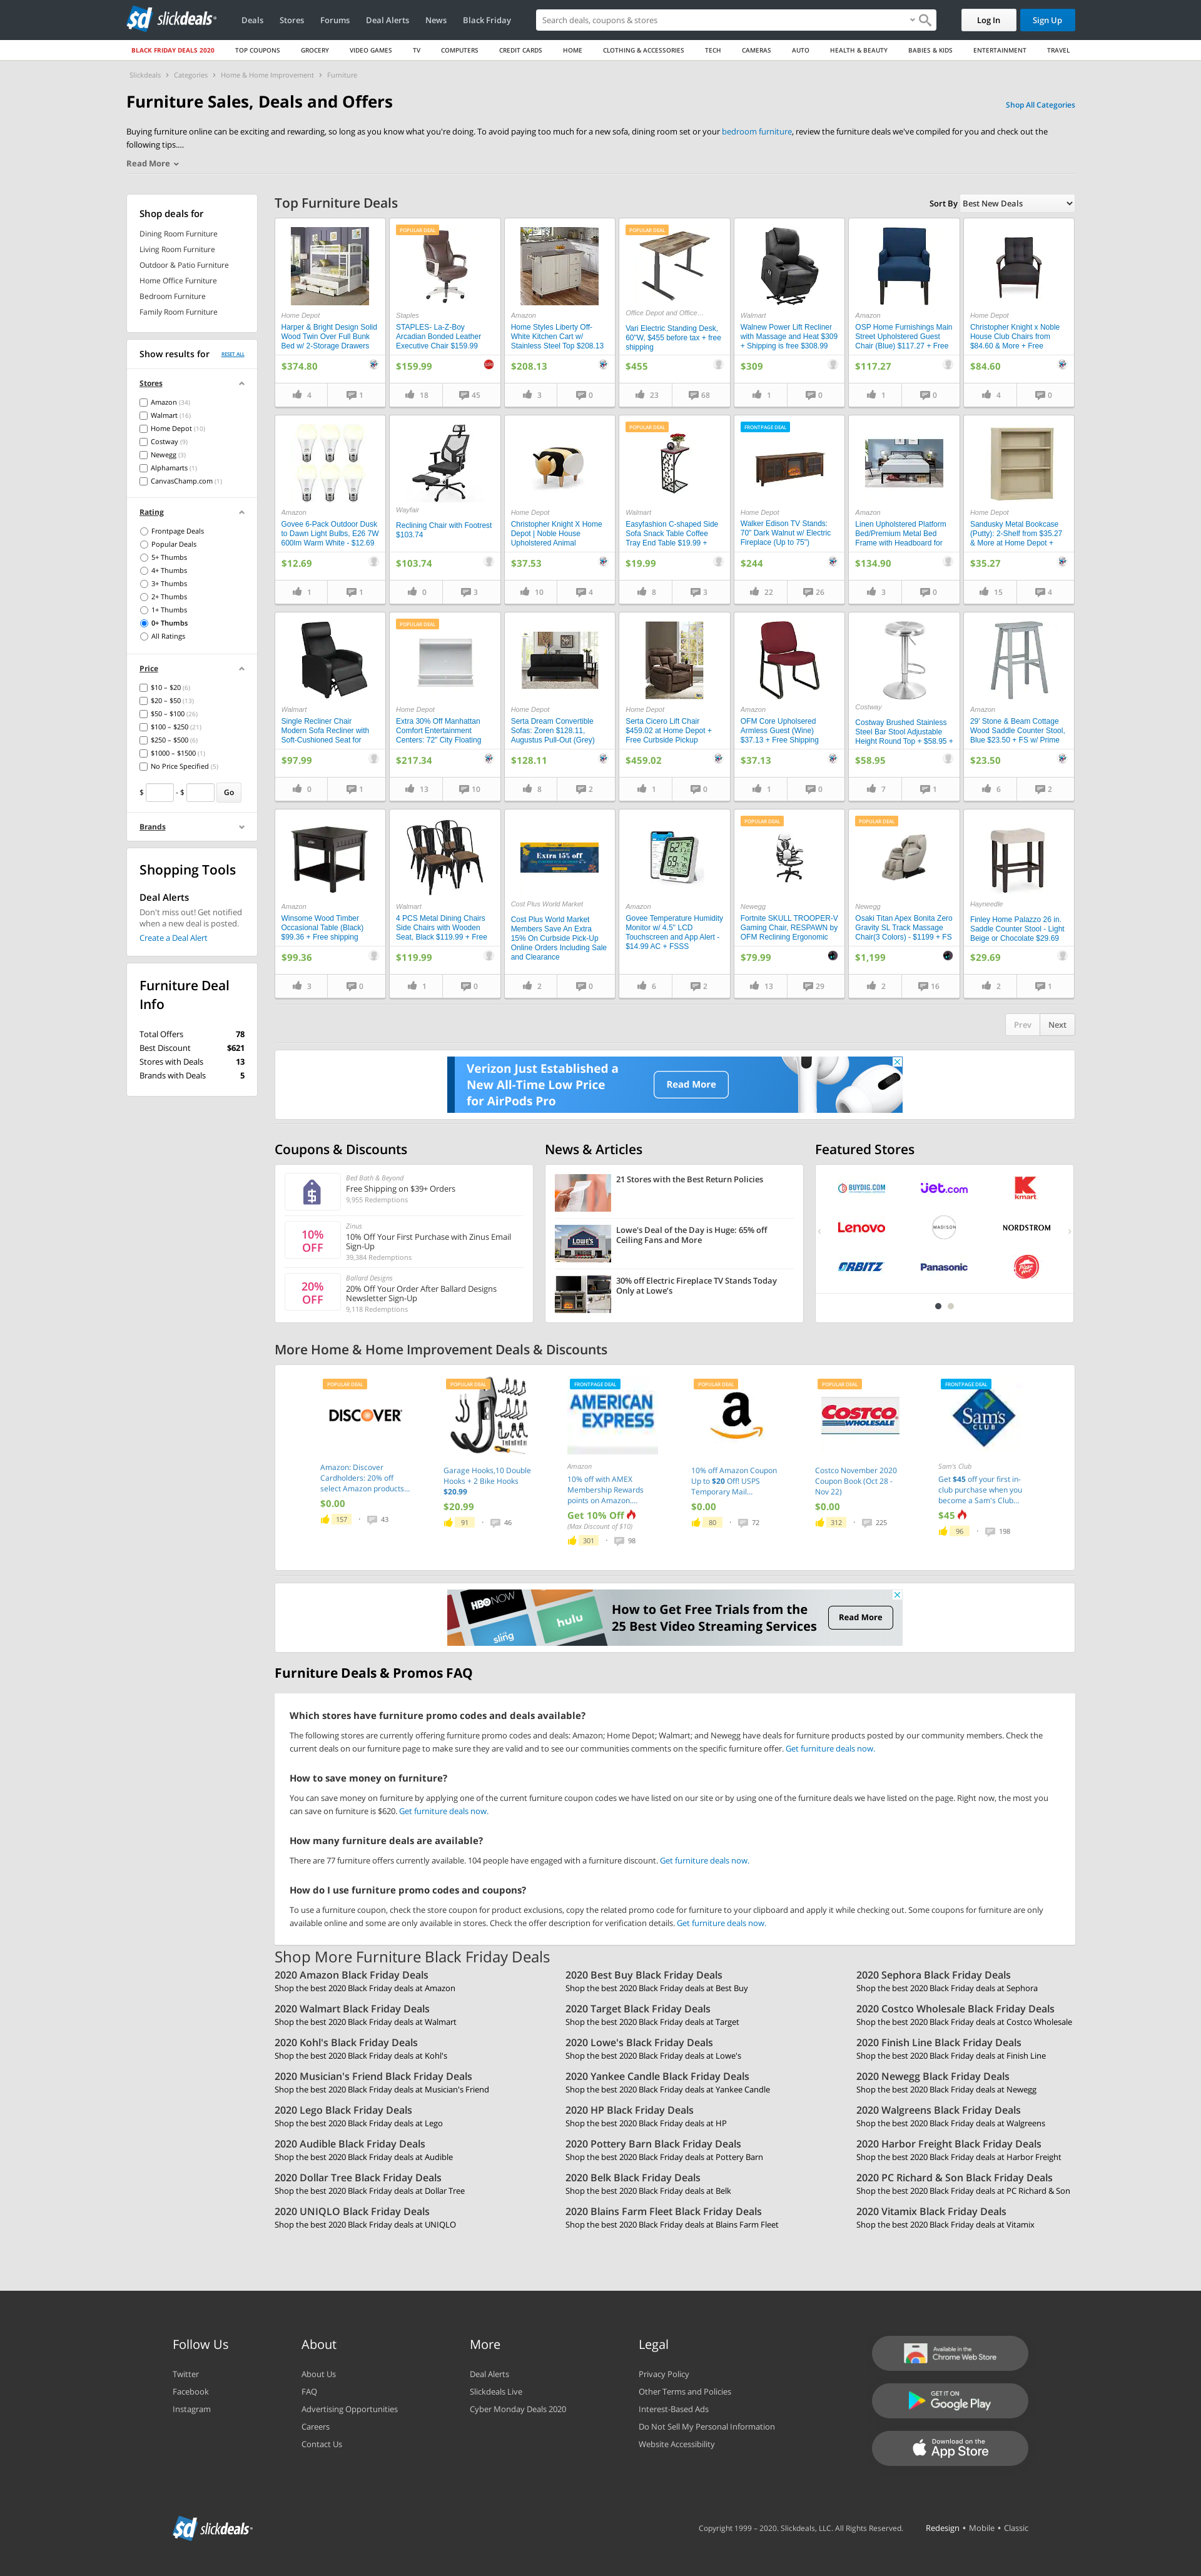 slickdeals
Deals
Stores
Forums
Deal Alerts
News
Black Friday
Search deals, coupons & stores
Log In
Sign Up
BLACK FRIDAY DEALS 2020
TOP COUPONS
GROCERY
VIDEO GAMES
TV
COMPUTERS
CREDIT CARDS
HOME
CLOTHING & ACCESSORIES
TECH
CAMERAS
AUTO
HEALTH & BEAUTY
BABIES & KIDS
ENTERTAINMENT
TRAVEL
Slickdeals › Categories › Home & Home Improvement › Furniture
Furniture Sales, Deals and Offers
Shop All Categories
Buying furniture online can be exciting and rewarding, so long as you know what you're doing. To avoid paying too much for a new sofa, dining room set or your bedroom furniture, review the furniture deals we've compiled for you and check out the
following tips....
Read More
Shop deals for
Dining Room Furniture
Living Room Furniture
Outdoor & Patio Furniture
Home Office Furniture
Bedroom Furniture
Family Room Furniture
Show results for
RESET ALL
Stores
Amazon (34)
Walmart (16)
Home Depot (10)
Costway (9)
Newegg (3)
Alphamarts (1)
CanvasChamp.com (1)
Rating
Frontpage Deals
Popular Deals
5+ Thumbs
4+ Thumbs
3+ Thumbs
2+ Thumbs
1+ Thumbs
0+ Thumbs
All Ratings
Price
$10 – $20 (6)
$20 – $50 (13)
$50 – $100 (26)
$100 – $250 (21)
$250 – $500 (6)
$1000 – $1500 (1)
No Price Specified (5)
$ - $ Go
Brands
Shopping Tools
Deal Alerts
Don't miss out! Get notified
when a new deal is posted.
Create a Deal Alert
Furniture Deal
Info
Total Offers 78
Best Discount $621
Stores with Deals 13
Brands with Deals 5
Top Furniture Deals
Sort By Best New Deals
Home Depot
Harper & Bright Design Solid
Wood Twin Over Full Bunk
Bed w/ 2-Storage Drawers
$374.80
4 1
POPULAR DEAL
Staples
STAPLES- La-Z-Boy
Arcadian Bonded Leather
Executive Chair $159.99
$159.99
18 45
Amazon
Home Styles Liberty Off-
White Kitchen Cart w/
Stainless Steel Top $208.13
$208.13
3 0
POPULAR DEAL
Office Depot and Office...
Vari Electric Standing Desk,
60"W, $455 before tax + free
shipping
$455
23 68
Walmart
Walnew Power Lift Recliner
with Massage and Heat $309
+ Shipping is free $308.99
$309
1 0
Amazon
OSP Home Furnishings Main
Street Upholstered Guest
Chair (Blue) $117.27 + Free
$117.27
1 0
Home Depot
Christopher Knight x Noble
House Club Chairs from
$84.60 & More + Free
$84.60
4 0
Amazon
Govee 6-Pack Outdoor Dusk
to Dawn Light Bulbs, E26 7W
600lm Warm White - $12.69
$12.69
1 1
Wayfair
Reclining Chair with Footrest
$103.74
$103.74
0 3
Home Depot
Christopher Knight X Home
Depot | Noble House
Upholstered Animal
$37.53
10 4
POPULAR DEAL
Walmart
Easyfashion C-shaped Side
Sofa Snack Table Coffee
Tray End Table $19.99 +
$19.99
8 3
FRONTPAGE DEAL
Home Depot
Walker Edison TV Stands:
70" Dark Walnut w/ Electric
Fireplace (Up to 75")
$244
22 26
Amazon
Linen Upholstered Platform
Bed/Premium Metal Bed
Frame with Headboard for
$134.90
3 0
Home Depot
Sandusky Metal Bookcase
(Putty): 2-Shelf from $35.27
& More at Home Depot +
$35.27
15 4
Walmart
Single Recliner Chair
Modern Sofa Recliner with
Soft-Cushioned Seat for
$97.99
0 1
POPULAR DEAL
Home Depot
Extra 30% Off Manhattan
Comfort Entertainment
Centers: 72" City Floating
$217.34
13 10
Home Depot
Serta Dream Convertible
Sofas: Zoren $128.11,
Augustus Pull-Out (Grey)
$128.11
8 2
Home Depot
Serta Cicero Lift Chair
$459.02 at Home Depot +
Free Curbside Pickup
$459.02
1 0
Amazon
OFM Core Upholsered
Armless Guest (Wine)
$37.13 + Free Shipping
$37.13
1 0
Costway
Costway Brushed Stainless
Steel Bar Stool Adjustable
Height Round Top + $58.95 +
$58.95
7 1
Amazon
29' Stone & Beam Cottage
Wood Saddle Counter Stool,
Blue $23.50 + FS w/ Prime
$23.50
6 2
Amazon
Winsome Wood Timber
Occasional Table (Black)
$99.36 + Free shipping
$99.36
3 0
Walmart
4 PCS Metal Dining Chairs
Side Chairs with Wooden
Seat, Black $119.99 + Free
$119.99
1 0
Extra 15% off
Cost Plus World Market
Cost Plus World Market
Members Save An Extra
15% On Curbside Pick-Up
Online Orders Including Sale
and Clearance
2 0
Amazon
Govee Temperature Humidity
Monitor w/ 4.5" LCD
Touchscreen and App Alert -
$14.99 AC + FSSS
6 2
POPULAR DEAL
Newegg
Fortnite SKULL TROOPER-V
Gaming Chair, RESPAWN by
OFM Reclining Ergonomic
$79.99
13 29
POPULAR DEAL
Newegg
Osaki Titan Apex Bonita Zero
Gravity SL Track Massage
Chair(3 Colors) - $1199 + FS
$1,199
2 16
Hayneedle
Finley Home Palazzo 26 in.
Saddle Counter Stool - Light
Beige or Chocolate $29.69
$29.69
2 1
Prev Next
Verizon Just Established a
New All-Time Low Price
for AirPods Pro
Read More
Coupons & Discounts
Bed Bath & Beyond
Free Shipping on $39+ Orders
9,955 Redemptions
10%
OFF
Zinus
10% Off Your First Purchase with Zinus Email
Sign-Up
39,384 Redemptions
20%
OFF
Ballard Designs
20% Off Your Order After Ballard Designs
Newsletter Sign-Up
9,118 Redemptions
News & Articles
21 Stores with the Best Return Policies
LOWE'S
Lowe's Deal of the Day is Huge: 65% off
Ceiling Fans and More
30% off Electric Fireplace TV Stands Today
Only at Lowe's
Featured Stores
BUYDIG.COM
jet.com
Kmart
Lenovo
MADISON
NORDSTROM
ORBITZ
Panasonic
Pizza Hut
More Home & Home Improvement Deals & Discounts
POPULAR DEAL
DISCOVER
Amazon: Discover
Cardholders: 20% off
select Amazon products...
$0.00
157 • 43
POPULAR DEAL
Garage Hooks,10 Double
Hooks + 2 Bike Hooks
$20.99
$20.99
91 • 46
FRONTPAGE DEAL
AMERICAN
EXPRESS
Amazon
10% off with AMEX
Membership Rewards
points on Amazon....
Get 10% Off
(Max Discount of $10)
301 • 98
POPULAR DEAL
a
10% off Amazon Coupon
Up to $20 Off! USPS
Temporary Mail...
$0.00
80 • 72
POPULAR DEAL
COSTCO
WHOLESALE
Costco November 2020
Coupon Book (Oct 28 -
Nov 22)
$0.00
312 • 225
FRONTPAGE DEAL
Sam's
CLUB
Sam's Club
Get $45 off your first in-
club purchase when you
become a Sam's Club...
$45
96 • 198
HBO NOW
hulu
sling
How to Get Free Trials from the
25 Best Video Streaming Services
Read More
Furniture Deals & Promos FAQ
Which stores have furniture promo codes and deals available?
The following stores are currently offering furniture promo codes and deals: Amazon; Home Depot; Walmart; and Newegg have deals for furniture products posted by our community members. Check the
current deals on our furniture page to make sure they are valid and to see our communities comments on the specific furniture offer. Get furniture deals now.
How to save money on furniture?
You can save money on furniture by applying one of the current furniture coupon codes we have listed on our site or by using one of the furniture deals we have listed on the page. Right now, the most you
can save on furniture is $620. Get furniture deals now.
How many furniture deals are available?
There are 77 furniture offers currently available. 104 people have engaged with a furniture discount. Get furniture deals now.
How do I use furniture promo codes and coupons?
To use a furniture coupon, check the store coupon for product exclusions, copy the related promo code for furniture to your clipboard and apply it while checking out. Some coupons for furniture are only
available online and some are only available in stores. Check the offer description for verification details. Get furniture deals now.
Shop More Furniture Black Friday Deals
2020 Amazon Black Friday Deals
Shop the best 2020 Black Friday deals at Amazon
2020 Best Buy Black Friday Deals
Shop the best 2020 Black Friday deals at Best Buy
2020 Sephora Black Friday Deals
Shop the best 2020 Black Friday deals at Sephora
2020 Walmart Black Friday Deals
Shop the best 2020 Black Friday deals at Walmart
2020 Target Black Friday Deals
Shop the best 2020 Black Friday deals at Target
2020 Costco Wholesale Black Friday Deals
Shop the best 2020 Black Friday deals at Costco Wholesale
2020 Kohl's Black Friday Deals
Shop the best 2020 Black Friday deals at Kohl's
2020 Lowe's Black Friday Deals
Shop the best 2020 Black Friday deals at Lowe's
2020 Finish Line Black Friday Deals
Shop the best 2020 Black Friday deals at Finish Line
2020 Musician's Friend Black Friday Deals
Shop the best 2020 Black Friday deals at Musician's Friend
2020 Yankee Candle Black Friday Deals
Shop the best 2020 Black Friday deals at Yankee Candle
2020 Newegg Black Friday Deals
Shop the best 2020 Black Friday deals at Newegg
2020 Lego Black Friday Deals
Shop the best 2020 Black Friday deals at Lego
2020 HP Black Friday Deals
Shop the best 2020 Black Friday deals at HP
2020 Walgreens Black Friday Deals
Shop the best 2020 Black Friday deals at Walgreens
2020 Audible Black Friday Deals
Shop the best 2020 Black Friday deals at Audible
2020 Pottery Barn Black Friday Deals
Shop the best 2020 Black Friday deals at Pottery Barn
2020 Harbor Freight Black Friday Deals
Shop the best 2020 Black Friday deals at Harbor Freight
2020 Dollar Tree Black Friday Deals
Shop the best 2020 Black Friday deals at Dollar Tree
2020 Belk Black Friday Deals
Shop the best 2020 Black Friday deals at Belk
2020 PC Richard & Son Black Friday Deals
Shop the best 2020 Black Friday deals at PC Richard & Son
2020 UNIQLO Black Friday Deals
Shop the best 2020 Black Friday deals at UNIQLO
2020 Blains Farm Fleet Black Friday Deals
Shop the best 2020 Black Friday deals at Blains Farm Fleet
2020 Vitamix Black Friday Deals
Shop the best 2020 Black Friday deals at Vitamix
Follow Us
Twitter
Facebook
Instagram
About
About Us
FAQ
Advertising Opportunities
Careers
Contact Us
More
Deal Alerts
Slickdeals Live
Cyber Monday Deals 2020
Legal
Privacy Policy
Other Terms and Policies
Interest-Based Ads
Do Not Sell My Personal Information
Website Accessibility
Available in the
Chrome Web Store
GET IT ON
Google Play
Download on the
App Store
slickdeals
Copyright 1999 – 2020. Slickdeals, LLC. All Rights Reserved.
Redesign • Mobile • Classic